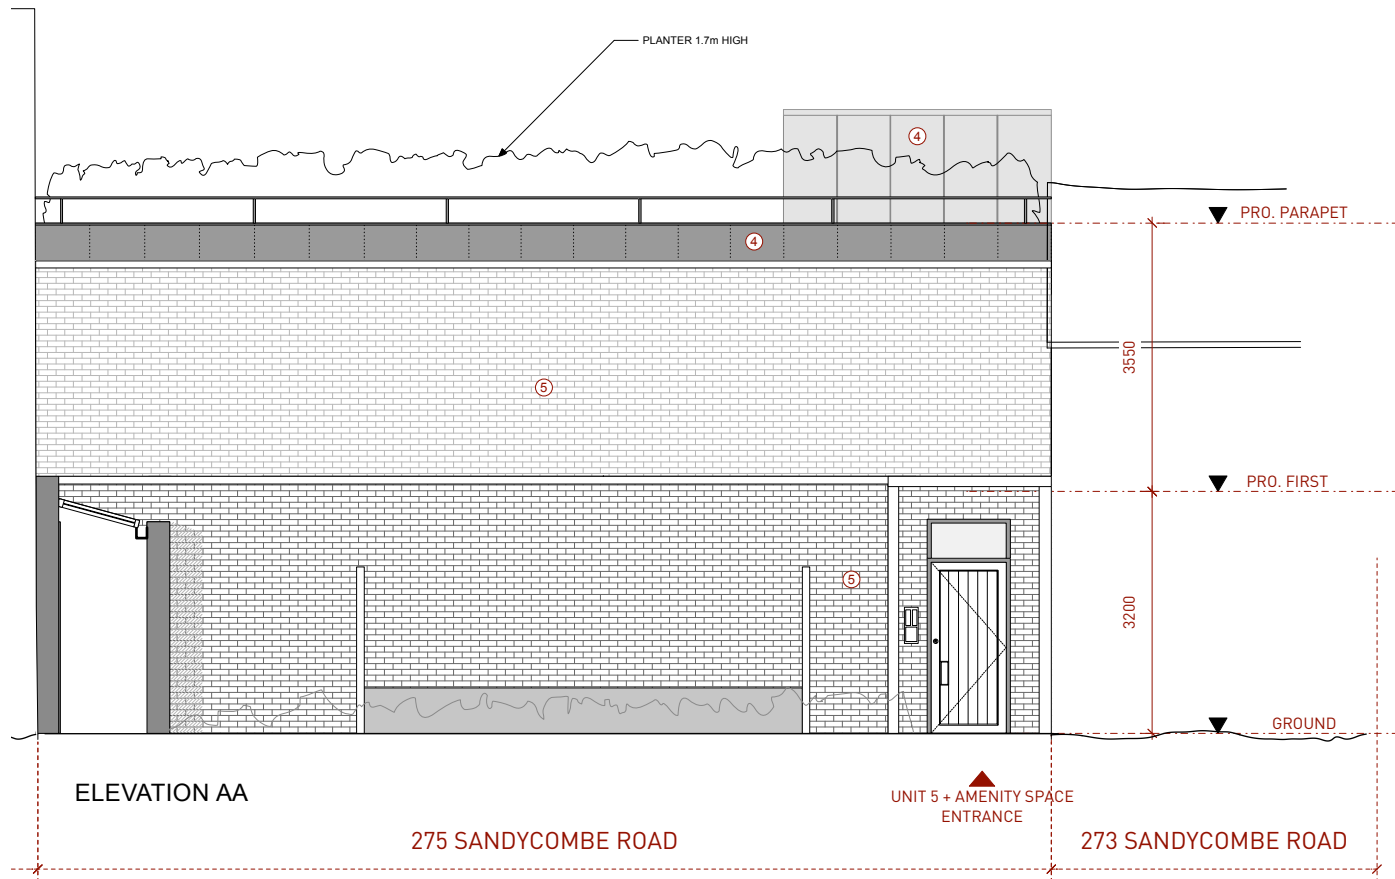 PLANTER 1.7m HIGH
4
PRO. PARAPET
4
3550
5
PRO. FIRST
5
3200
GROUND
ELEVATION AA
UNIT 5 + AMENITY SPACE
ENTRANCE
275 SANDYCOMBE ROAD
273 SANDYCOMBE ROAD